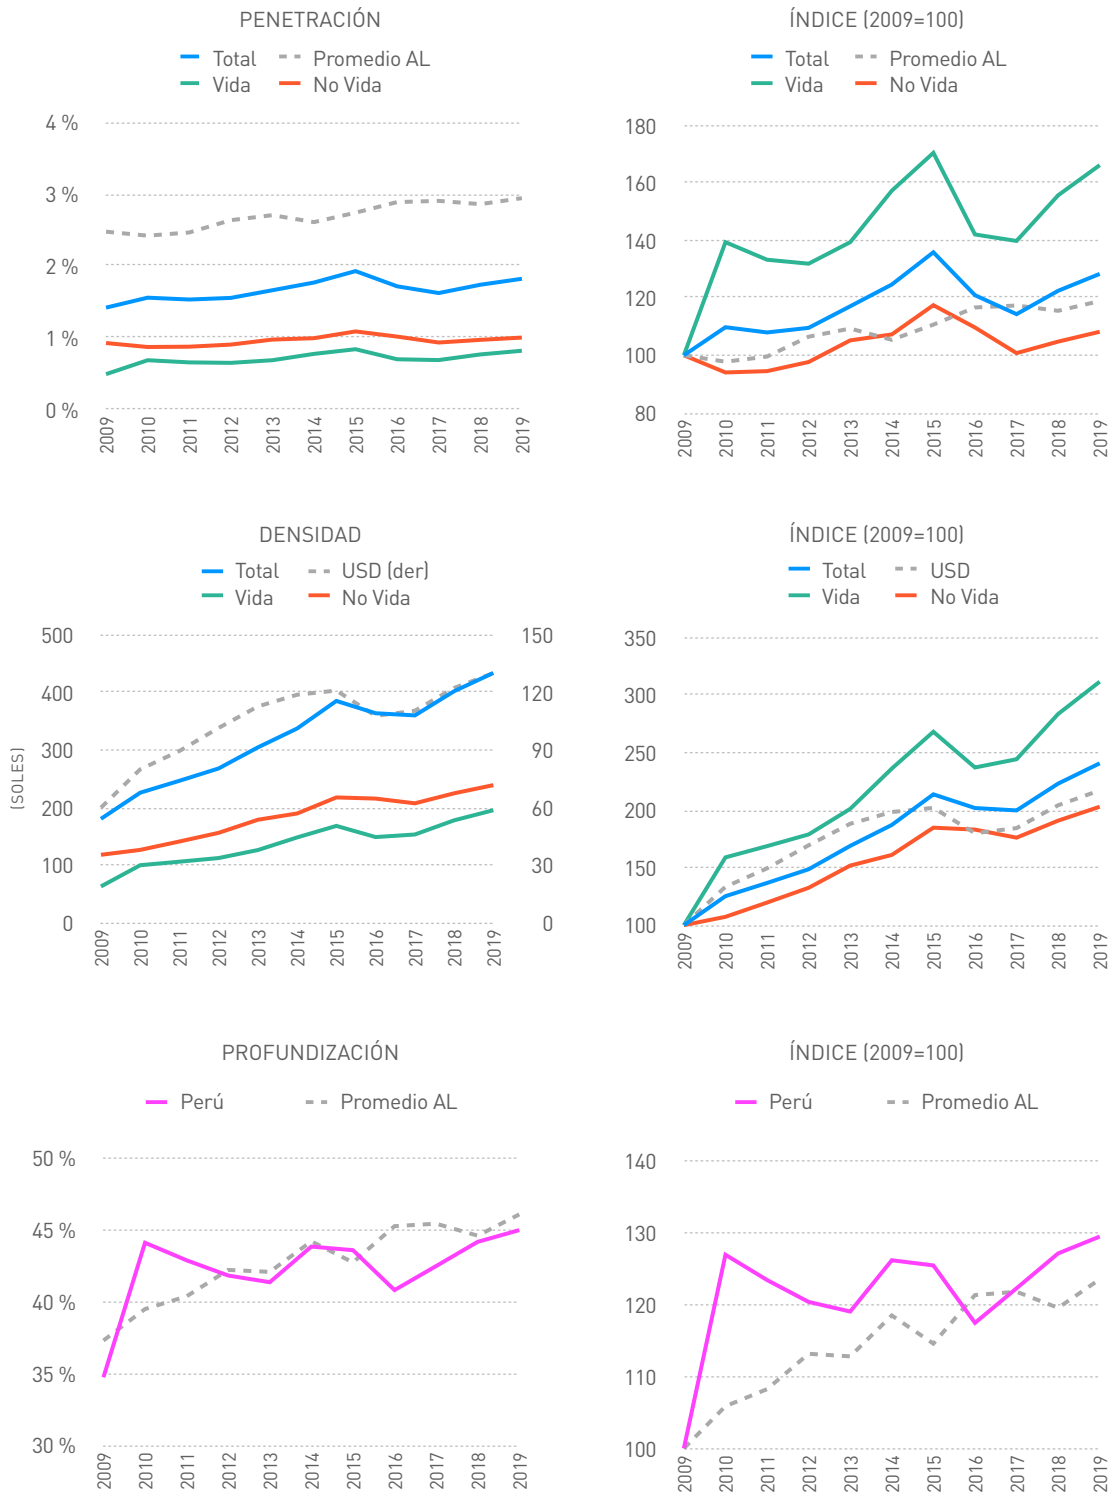 PENETRACIÓN
Total Promedio AL
Vida No Vida
4 %
3 %
2 %
1 %
0 %
2009 2010 2011 2012 2013 2014 2015 2016 2017 2018 2019
ÍNDICE (2009=100)
Total Promedio AL
Vida No Vida
180
160
140
120
100
80
2009 2010 2011 2012 2013 2014 2015 2016 2017 2018 2019
DENSIDAD
Total USD (der)
Vida No Vida
(SOLES)
500 150
400 120
300 90
200 60
100 30
0 0
2009 2010 2011 2012 2013 2014 2015 2016 2017 2018 2019
ÍNDICE (2009=100)
Total USD
Vida No Vida
350
300
250
200
150
100
2009 2010 2011 2012 2013 2014 2015 2016 2017 2018 2019
PROFUNDIZACIÓN
Perú Promedio AL
50 %
45 %
40 %
35 %
30 %
2009 2010 2011 2012 2013 2014 2015 2016 2017 2018 2019
ÍNDICE (2009=100)
Perú Promedio AL
140
130
120
110
100
2009 2010 2011 2012 2013 2014 2015 2016 2017 2018 2019